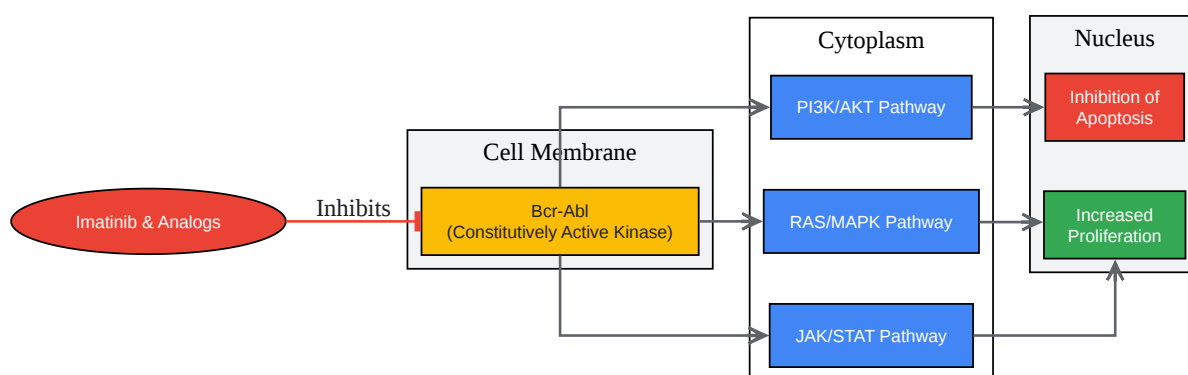 Cytoplasm
Nucleus
PI3K/AKT Pathway
Inhibition of
Apoptosis
Cell Membrane
Imatinib & Analogs
Inhibits
Bcr-Abl
(Constitutively Active Kinase)
RAS/MAPK Pathway
Increased
Proliferation
JAK/STAT Pathway